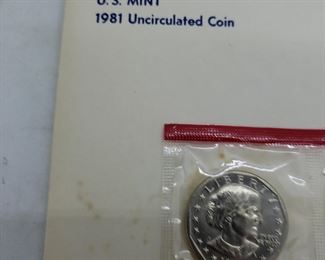 U.S. MINT
1981 Uncirculated Coin
LIBERTY